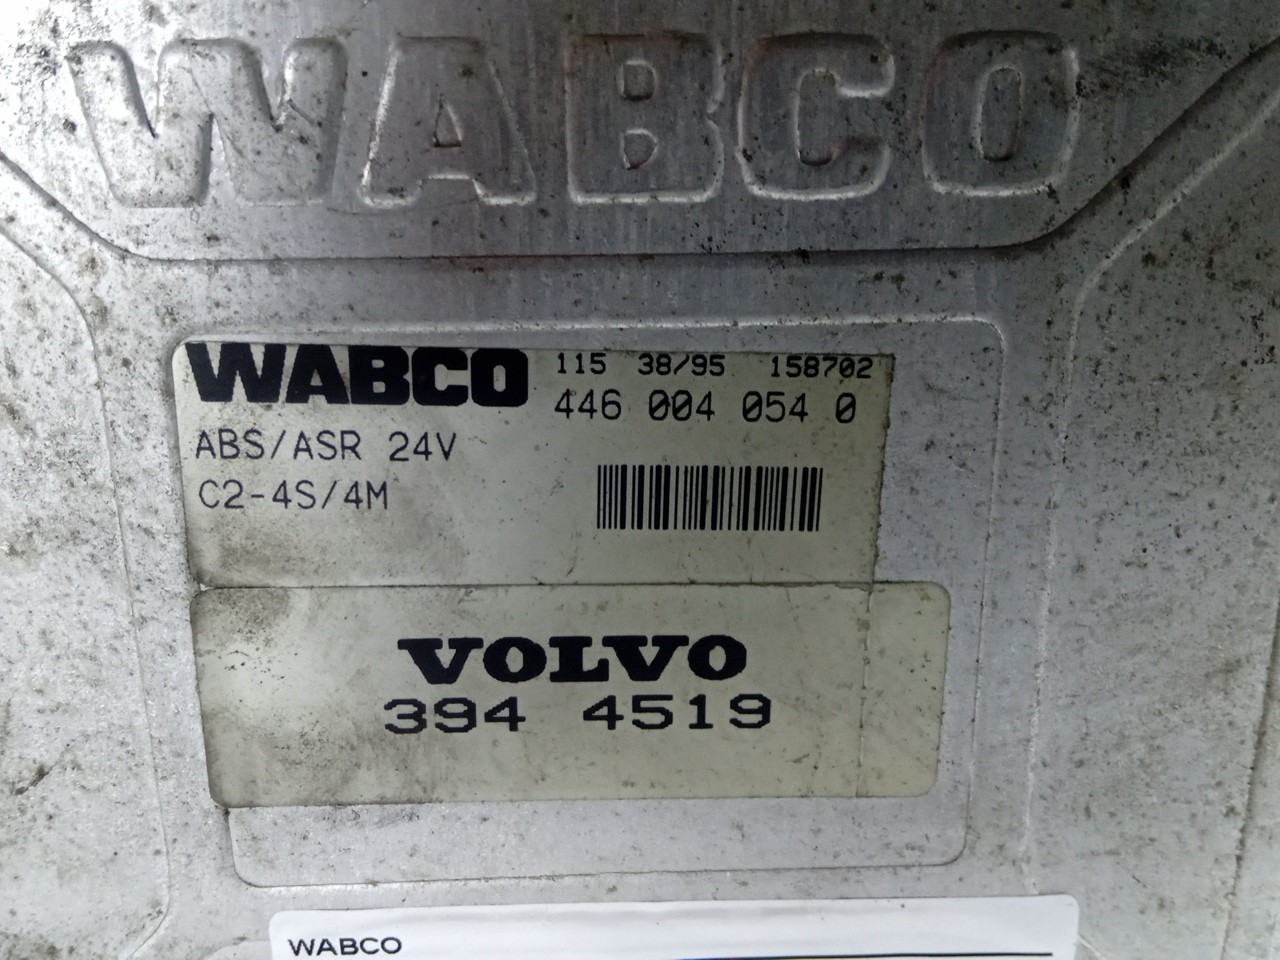 WABCO
WABCO 115 38/95 158702
446 004 054 0
ABS/ASR 24V
C2-4S/4M
VOLVO
394 4519
WABCO